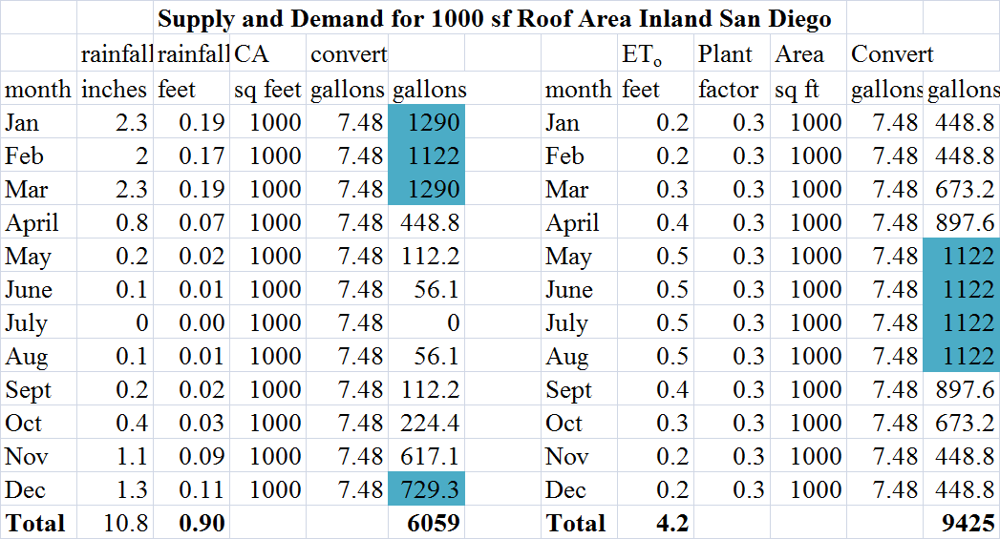 Supply and Demand for 1000 sf Roof Area Inland San Diego
rainfall rainfall CA convert ETo Plant Area Convert
month inches feet sq feet gallons gallons month feet factor sq ft gallons gallons
Jan 2.3 0.19 1000 7.48 1290 Jan 0.2 0.3 1000 7.48 448.8
Feb 2 0.17 1000 7.48 1122 Feb 0.2 0.3 1000 7.48 448.8
Mar 2.3 0.19 1000 7.48 1290 Mar 0.3 0.3 1000 7.48 673.2
April 0.8 0.07 1000 7.48 448.8 April 0.4 0.3 1000 7.48 897.6
May 0.2 0.02 1000 7.48 112.2 May 0.5 0.3 1000 7.48 1122
June 0.1 0.01 1000 7.48 56.1 June 0.5 0.3 1000 7.48 1122
July 0 0.00 1000 7.48 0 July 0.5 0.3 1000 7.48 1122
Aug 0.1 0.01 1000 7.48 56.1 Aug 0.5 0.3 1000 7.48 1122
Sept 0.2 0.02 1000 7.48 112.2 Sept 0.4 0.3 1000 7.48 897.6
Oct 0.4 0.03 1000 7.48 224.4 Oct 0.3 0.3 1000 7.48 673.2
Nov 1.1 0.09 1000 7.48 617.1 Nov 0.2 0.3 1000 7.48 448.8
Dec 1.3 0.11 1000 7.48 729.3 Dec 0.2 0.3 1000 7.48 448.8
Total 10.8 0.90 6059 Total 4.2 9425